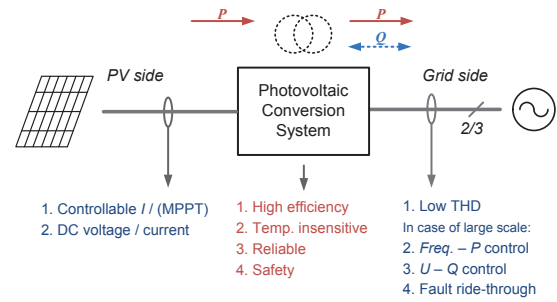 P
P
Q
PV side
Grid side
Photovoltaic
Conversion
System
2/3
1. Controllable I / (MPPT)
2. DC voltage / current
1. High efficiency
2. Temp. insensitive
3. Reliable
4. Safety
1. Low THD
In case of large scale:
2. Freq. – P control
3. U – Q control
4. Fault ride-through